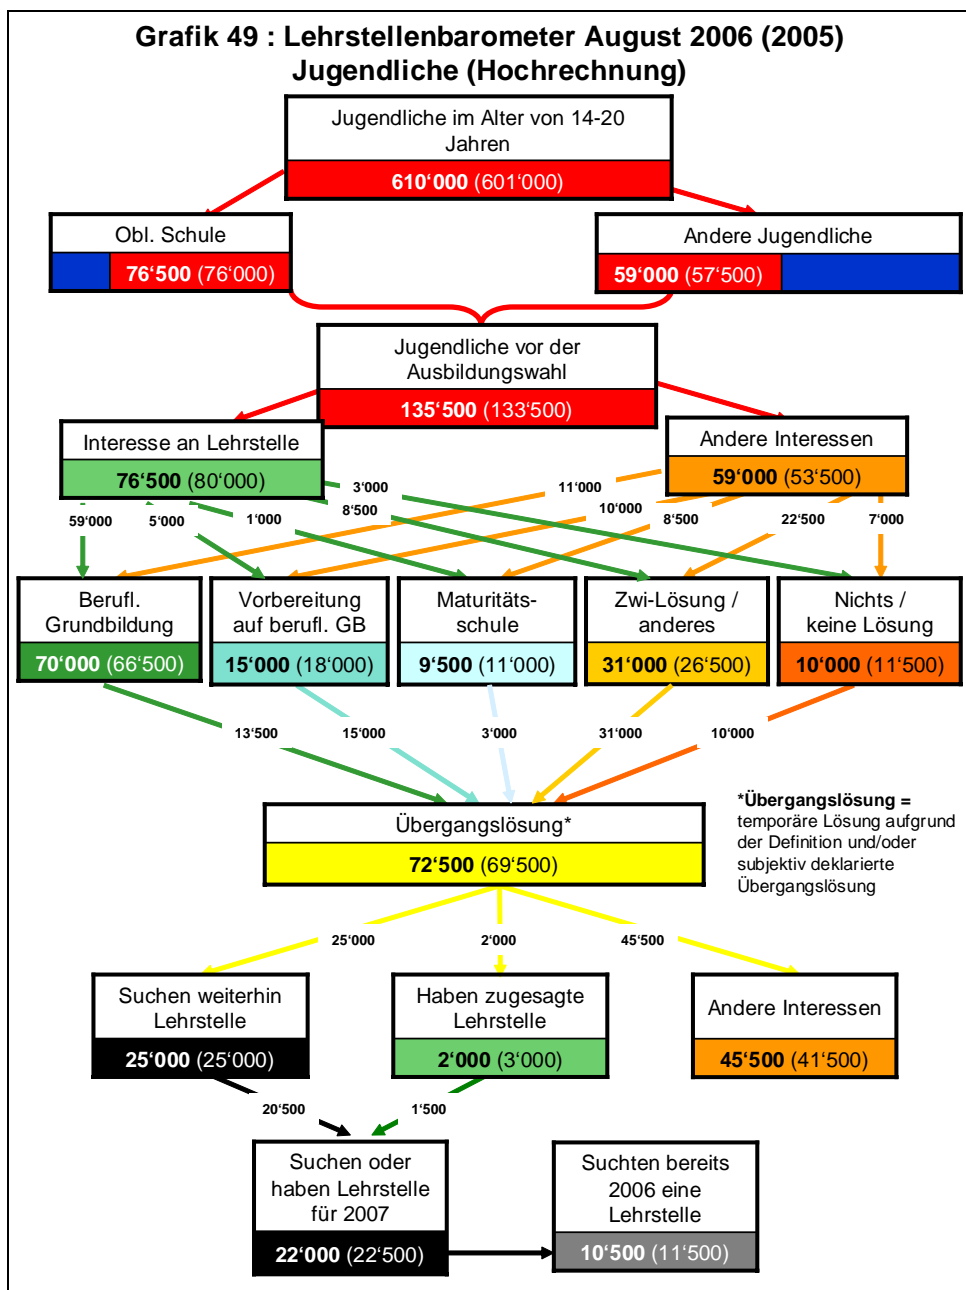 Grafik 49 : Lehrstellenbarometer August 2006 (2005)
Jugendliche (Hochrechnung)
Jugendliche im Alter von 14-20
Jahren
610‘000 (601‘000)
Obl. Schule
76‘500 (76‘000)
Andere Jugendliche
59‘000 (57‘500)
Jugendliche vor der
Ausbildungswahl
135‘500 (133‘500)
Interesse an Lehrstelle
76‘500 (80‘000)
Andere Interessen
59‘000 (53‘500)
59‘000
5‘000
1‘000
8‘500
3‘000
11‘000
10‘000
8‘500
22‘500
7‘000
Berufl.
Grundbildung
70‘000 (66‘500)
Vorbereitung
auf berufl. GB
15‘000 (18‘000)
Maturitäts-
schule
9‘500 (11‘000)
Zwi-Lösung /
anderes
31‘000 (26‘500)
Nichts /
keine Lösung
10‘000 (11‘500)
13‘500
15‘000
3‘000
31‘000
10‘000
Übergangslösung*
72‘500 (69‘500)
*Übergangslösung =
temporäre Lösung aufgrund
der Definition und/oder
subjektiv deklarierte
Übergangslösung
25‘000
2‘000
45‘500
Suchen weiterhin
Lehrstelle
25‘000 (25‘000)
Haben zugesagte
Lehrstelle
2‘000 (3‘000)
Andere Interessen
45‘500 (41‘500)
20‘500
1‘500
Suchen oder
haben Lehrstelle
für 2007
22‘000 (22‘500)
Suchten bereits
2006 eine
Lehrstelle
10‘500 (11‘500)